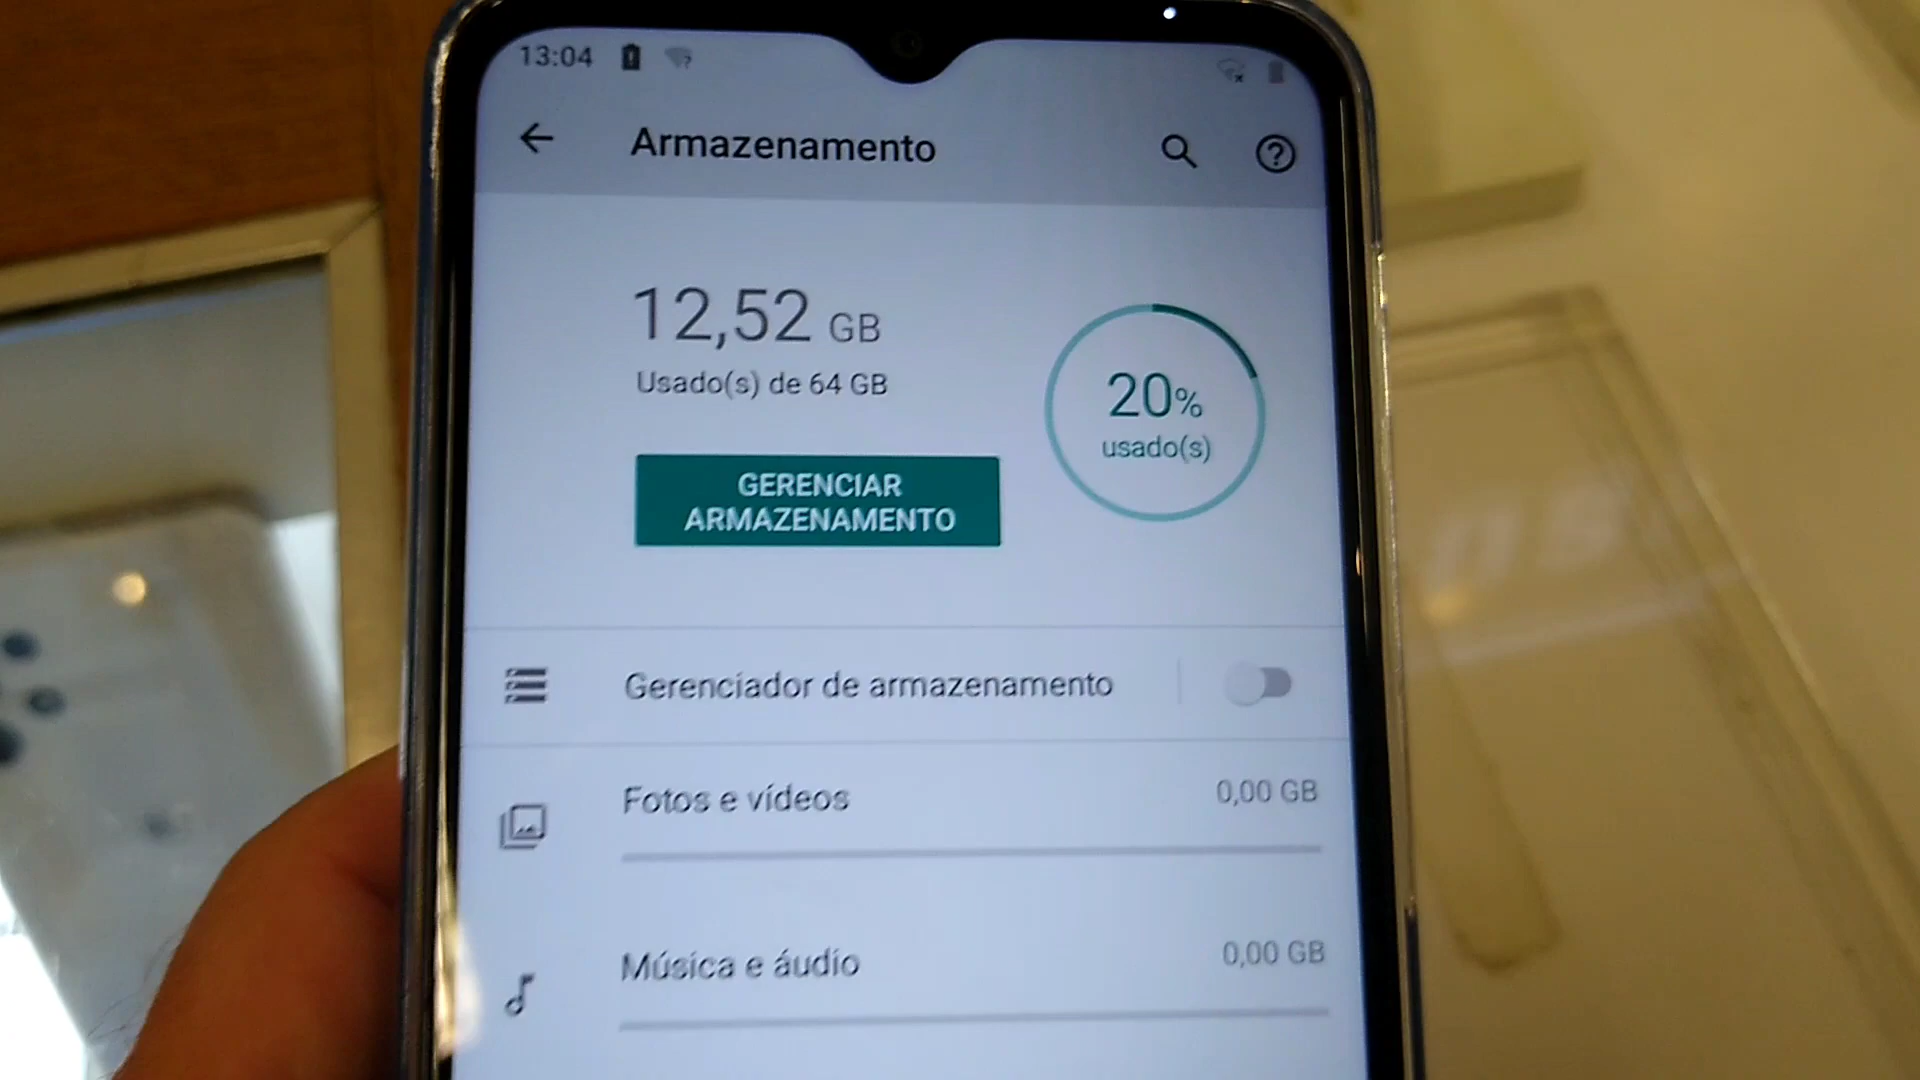 13:04
Armazenamento
12,52 GB
Usado(s) de 64 GB
20%
usado(s)
GERENCIAR
ARMAZENAMENTO
Gerenciador de armazenamento
Fotos e vídeos
0,00 GB
Música e áudio
0,00 GB